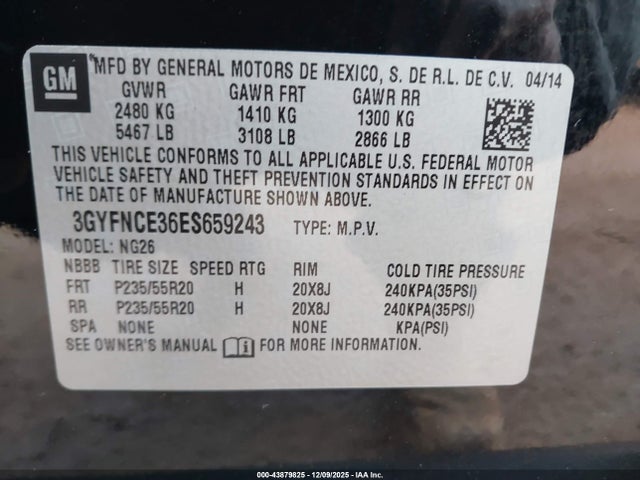 GM
MFD BY GENERAL MOTORS DE MEXICO, S. DE R.L. DE C.V. 04/14
GVWR GAWR FRT GAWR RR
2480 KG 1410 KG 1300 KG
5467 LB 3108 LB 2866 LB
THIS VEHICLE CONFORMS TO ALL APPLICABLE U.S. FEDERAL MOTOR
VEHICLE SAFETY AND THEFT PREVENTION STANDARDS IN EFFECT ON
THE DATE OF MANUFACTURE SHOWN ABOVE.
3GYFNCE36ES659243 TYPE: M.P.V.
MODEL: NG26
NBBB TIRE SIZE SPEED RTG RIM COLD TIRE PRESSURE
FRT P235/55R20 H 20X8J 240KPA(35PSI)
RR P235/55R20 H 20X8J 240KPA(35PSI)
SPA NONE NONE KPA(PSI)
SEE OWNER'S MANUAL FOR MORE INFORMATION.
000-43879825 - 12/09/2025 - IAA Inc.